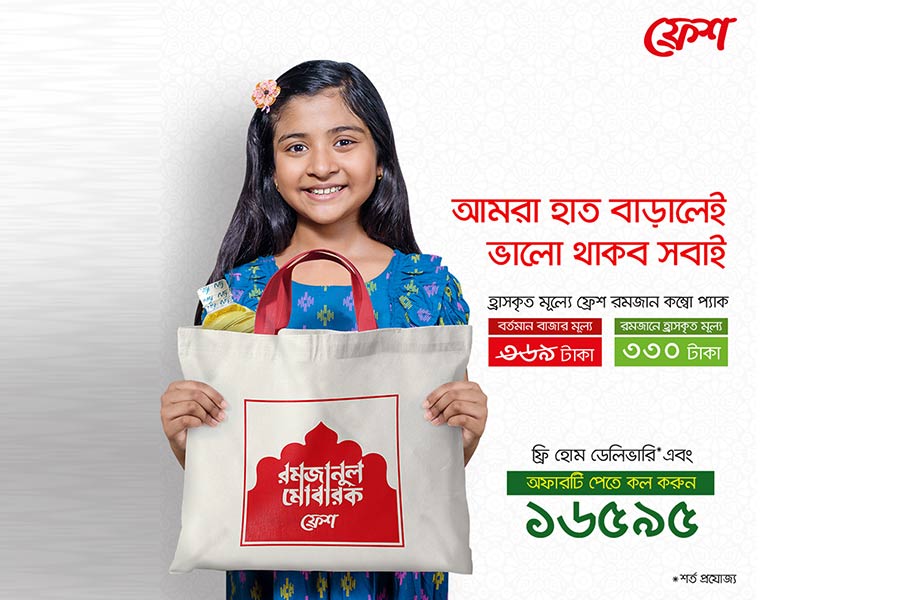 ফ্রেশ
আমরা হাত বাড়ালেই
ভালো থাকব সবাই
হ্রাসকৃত মূল্যে ফ্রেশ রমজান কম্বো প্যাক
বর্তমান বাজার মূল্য
৩৬৯ টাকা
রমজানে হ্রাসকৃত মূল্য
৩৩০ টাকা
রমজানুল
মোবারক
ফ্রেশ
ফ্রি হোম ডেলিভারি* এবং
অফারটি পেতে কল করুন
১৬৫৯৫
*শর্ত প্রযোজ্য